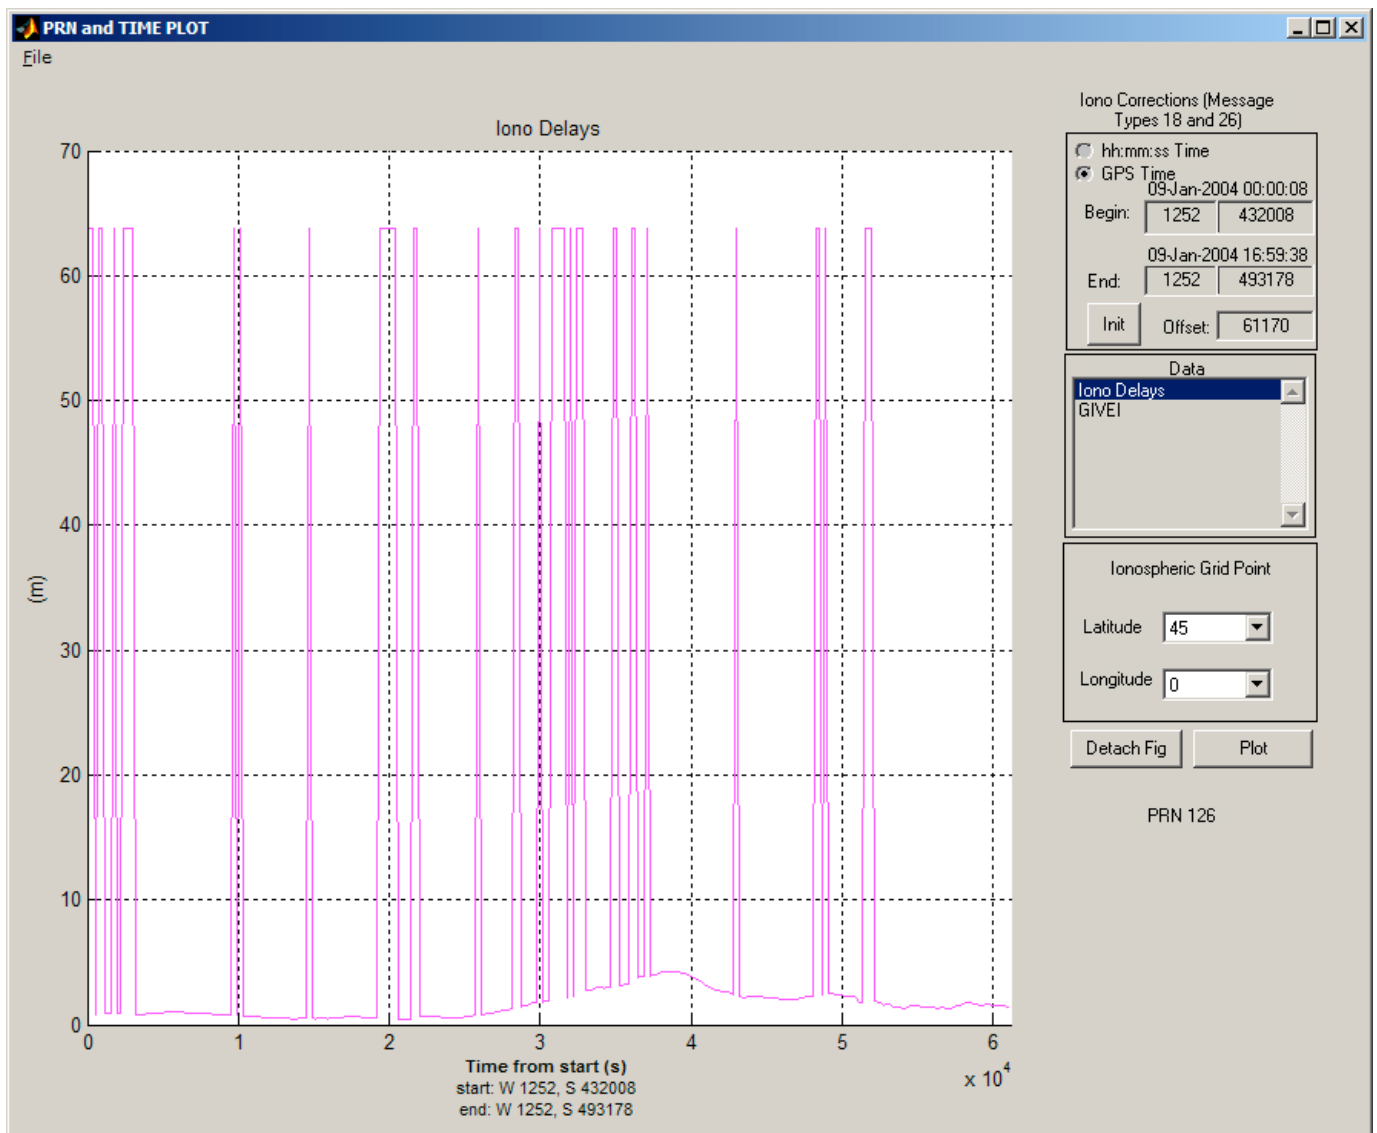 PRN and TIME PLOT
File
Iono Delays
70
60
50
40
30
20
10
0
(m)
0 1 2 3 4 5 6
x 10^4
Time from start (s)
start: W 1252, S 432008
end: W 1252, S 493178
Iono Corrections (Message
Types 18 and 26)
hh:mm:ss Time
GPS Time
09-Jan-2004 00:00:08
Begin: 1252 432008
09-Jan-2004 16:59:38
End: 1252 493178
Init Offset: 61170
Data
Iono Delays
GIVEI
Ionospheric Grid Point
Latitude 45
Longitude 0
Detach Fig Plot
PRN 126